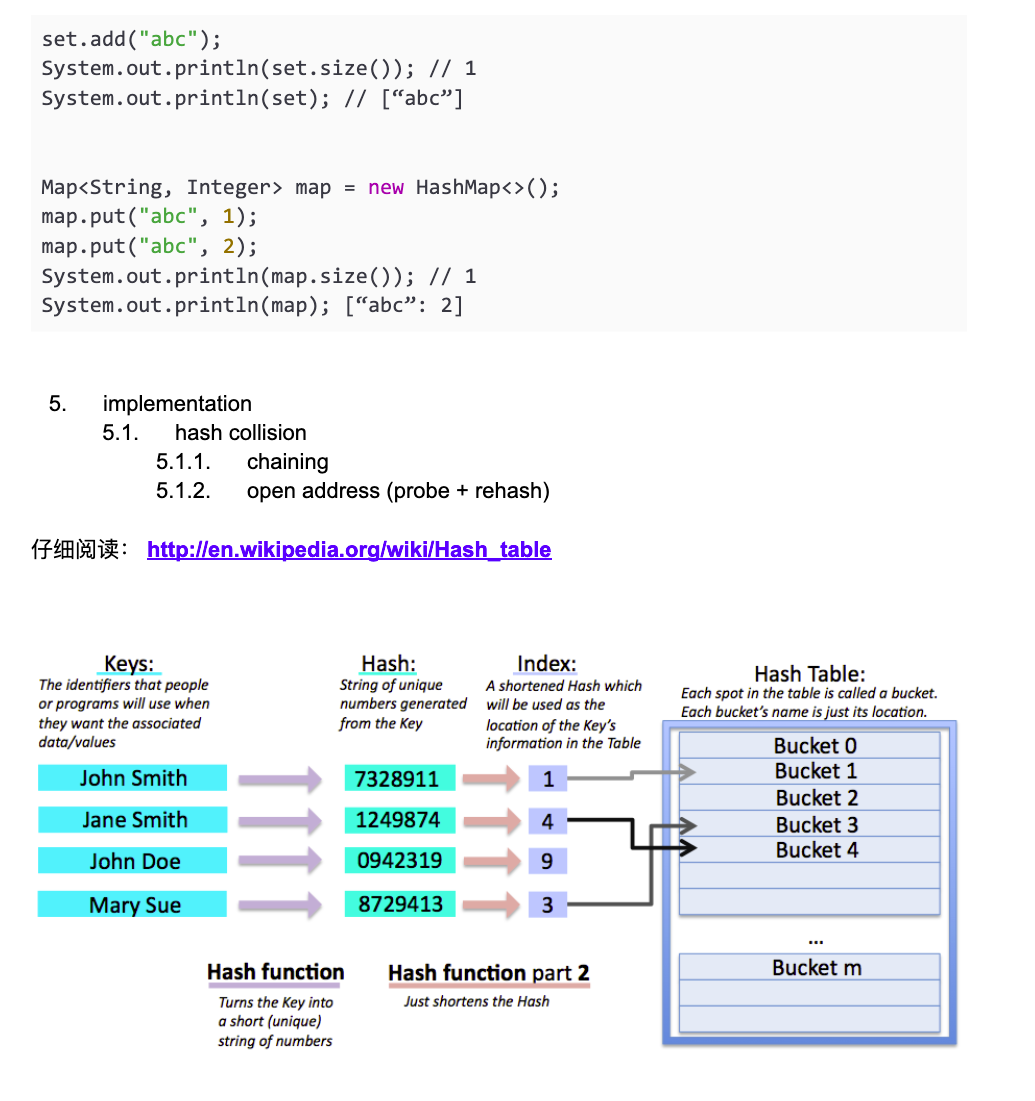 set.add("abc");
System.out.println(set.size()); // 1
System.out.println(set); // [“abc”]
Map<String, Integer> map = new HashMap<>();
map.put("abc", 1);
map.put("abc", 2);
System.out.println(map.size()); // 1
System.out.println(map); [“abc”: 2]
5. implementation
5.1. hash collision
5.1.1. chaining
5.1.2. open address (probe + rehash)
仔细阅读： http://en.wikipedia.org/wiki/Hash_table
Keys:
The identifiers that people
or programs will use when
they want the associated
data/values
Hash:
String of unique
numbers generated
from the Key
Index:
A shortened Hash which
will be used as the
location of the Key’s
information in the Table
Hash Table:
Each spot in the table is called a bucket.
Each bucket’s name is just its location.
John Smith
7328911
1
Jane Smith
1249874
4
John Doe
0942319
9
Mary Sue
8729413
3
Bucket 0
Bucket 1
Bucket 2
Bucket 3
Bucket 4
...
Bucket m
Hash function
Turns the Key into
a short (unique)
string of numbers
Hash function part 2
Just shortens the Hash